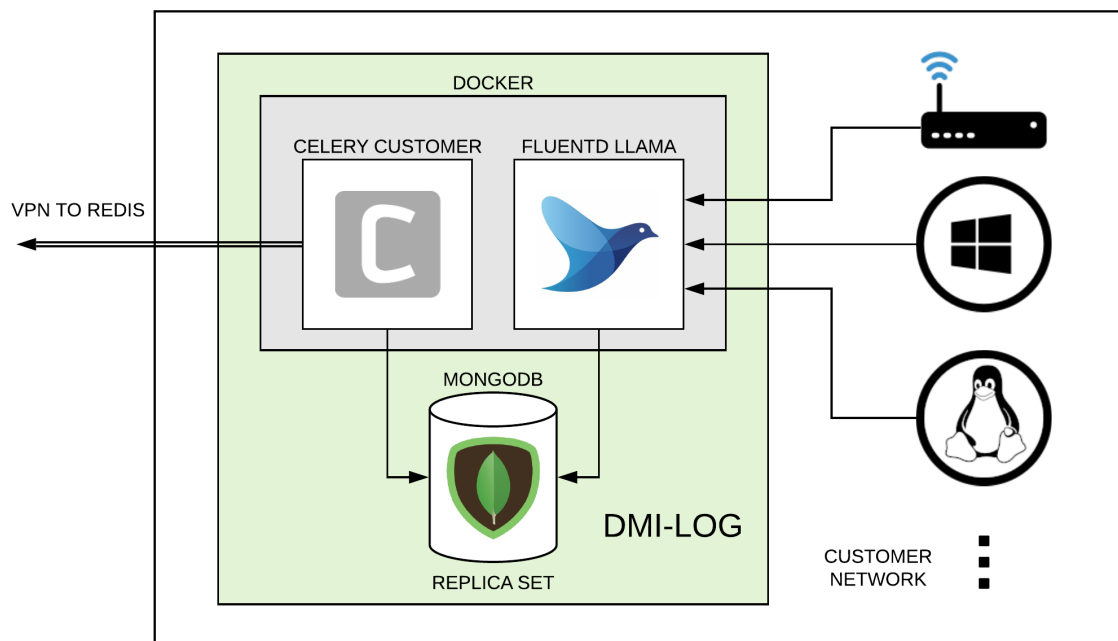 DOCKER
CELERY CUSTOMER
FLUENTD LLAMA
VPN TO REDIS
C
MONGODB
DMI-LOG
REPLICA SET
CUSTOMER
NETWORK